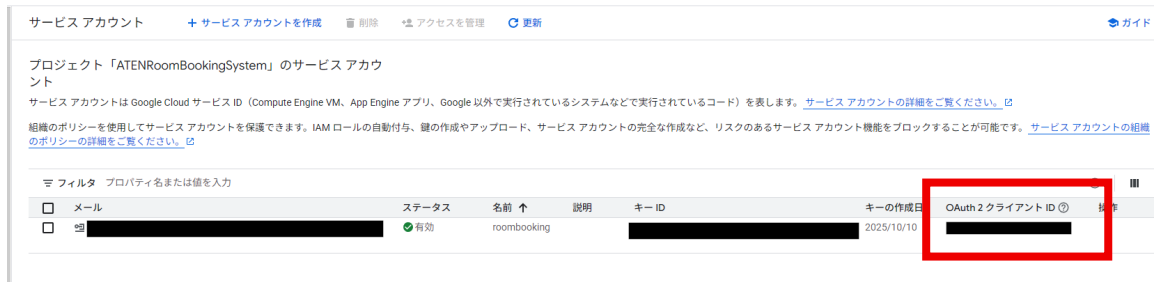 サービス アカウント ＋ サービス アカウントを作成 削除 アクセスを管理 更新 ガイド
プロジェクト「ATENRoomBookingSystem」のサービス アカウ
ント
サービス アカウントは Google Cloud サービス ID（Compute Engine VM、App Engine アプリ、Google 以外で実行されているシステムなどで実行されているコード）を表します。 サービス アカウントの詳細をご覧ください。
組織のポリシーを使用してサービス アカウントを保護できます。IAM ロールの自動付与、鍵の作成やアップロード、サービス アカウントの完全な作成など、リスクのあるサービス アカウント機能をブロックすることが可能です。 サービス アカウントの組織
のポリシーの詳細をご覧ください。
フィルタ プロパティ名または値を入力
メール ステータス 名前 ↑ 説明 キー ID キーの作成日 OAuth 2 クライアント ID 操作
有効 roombooking 2025/10/10